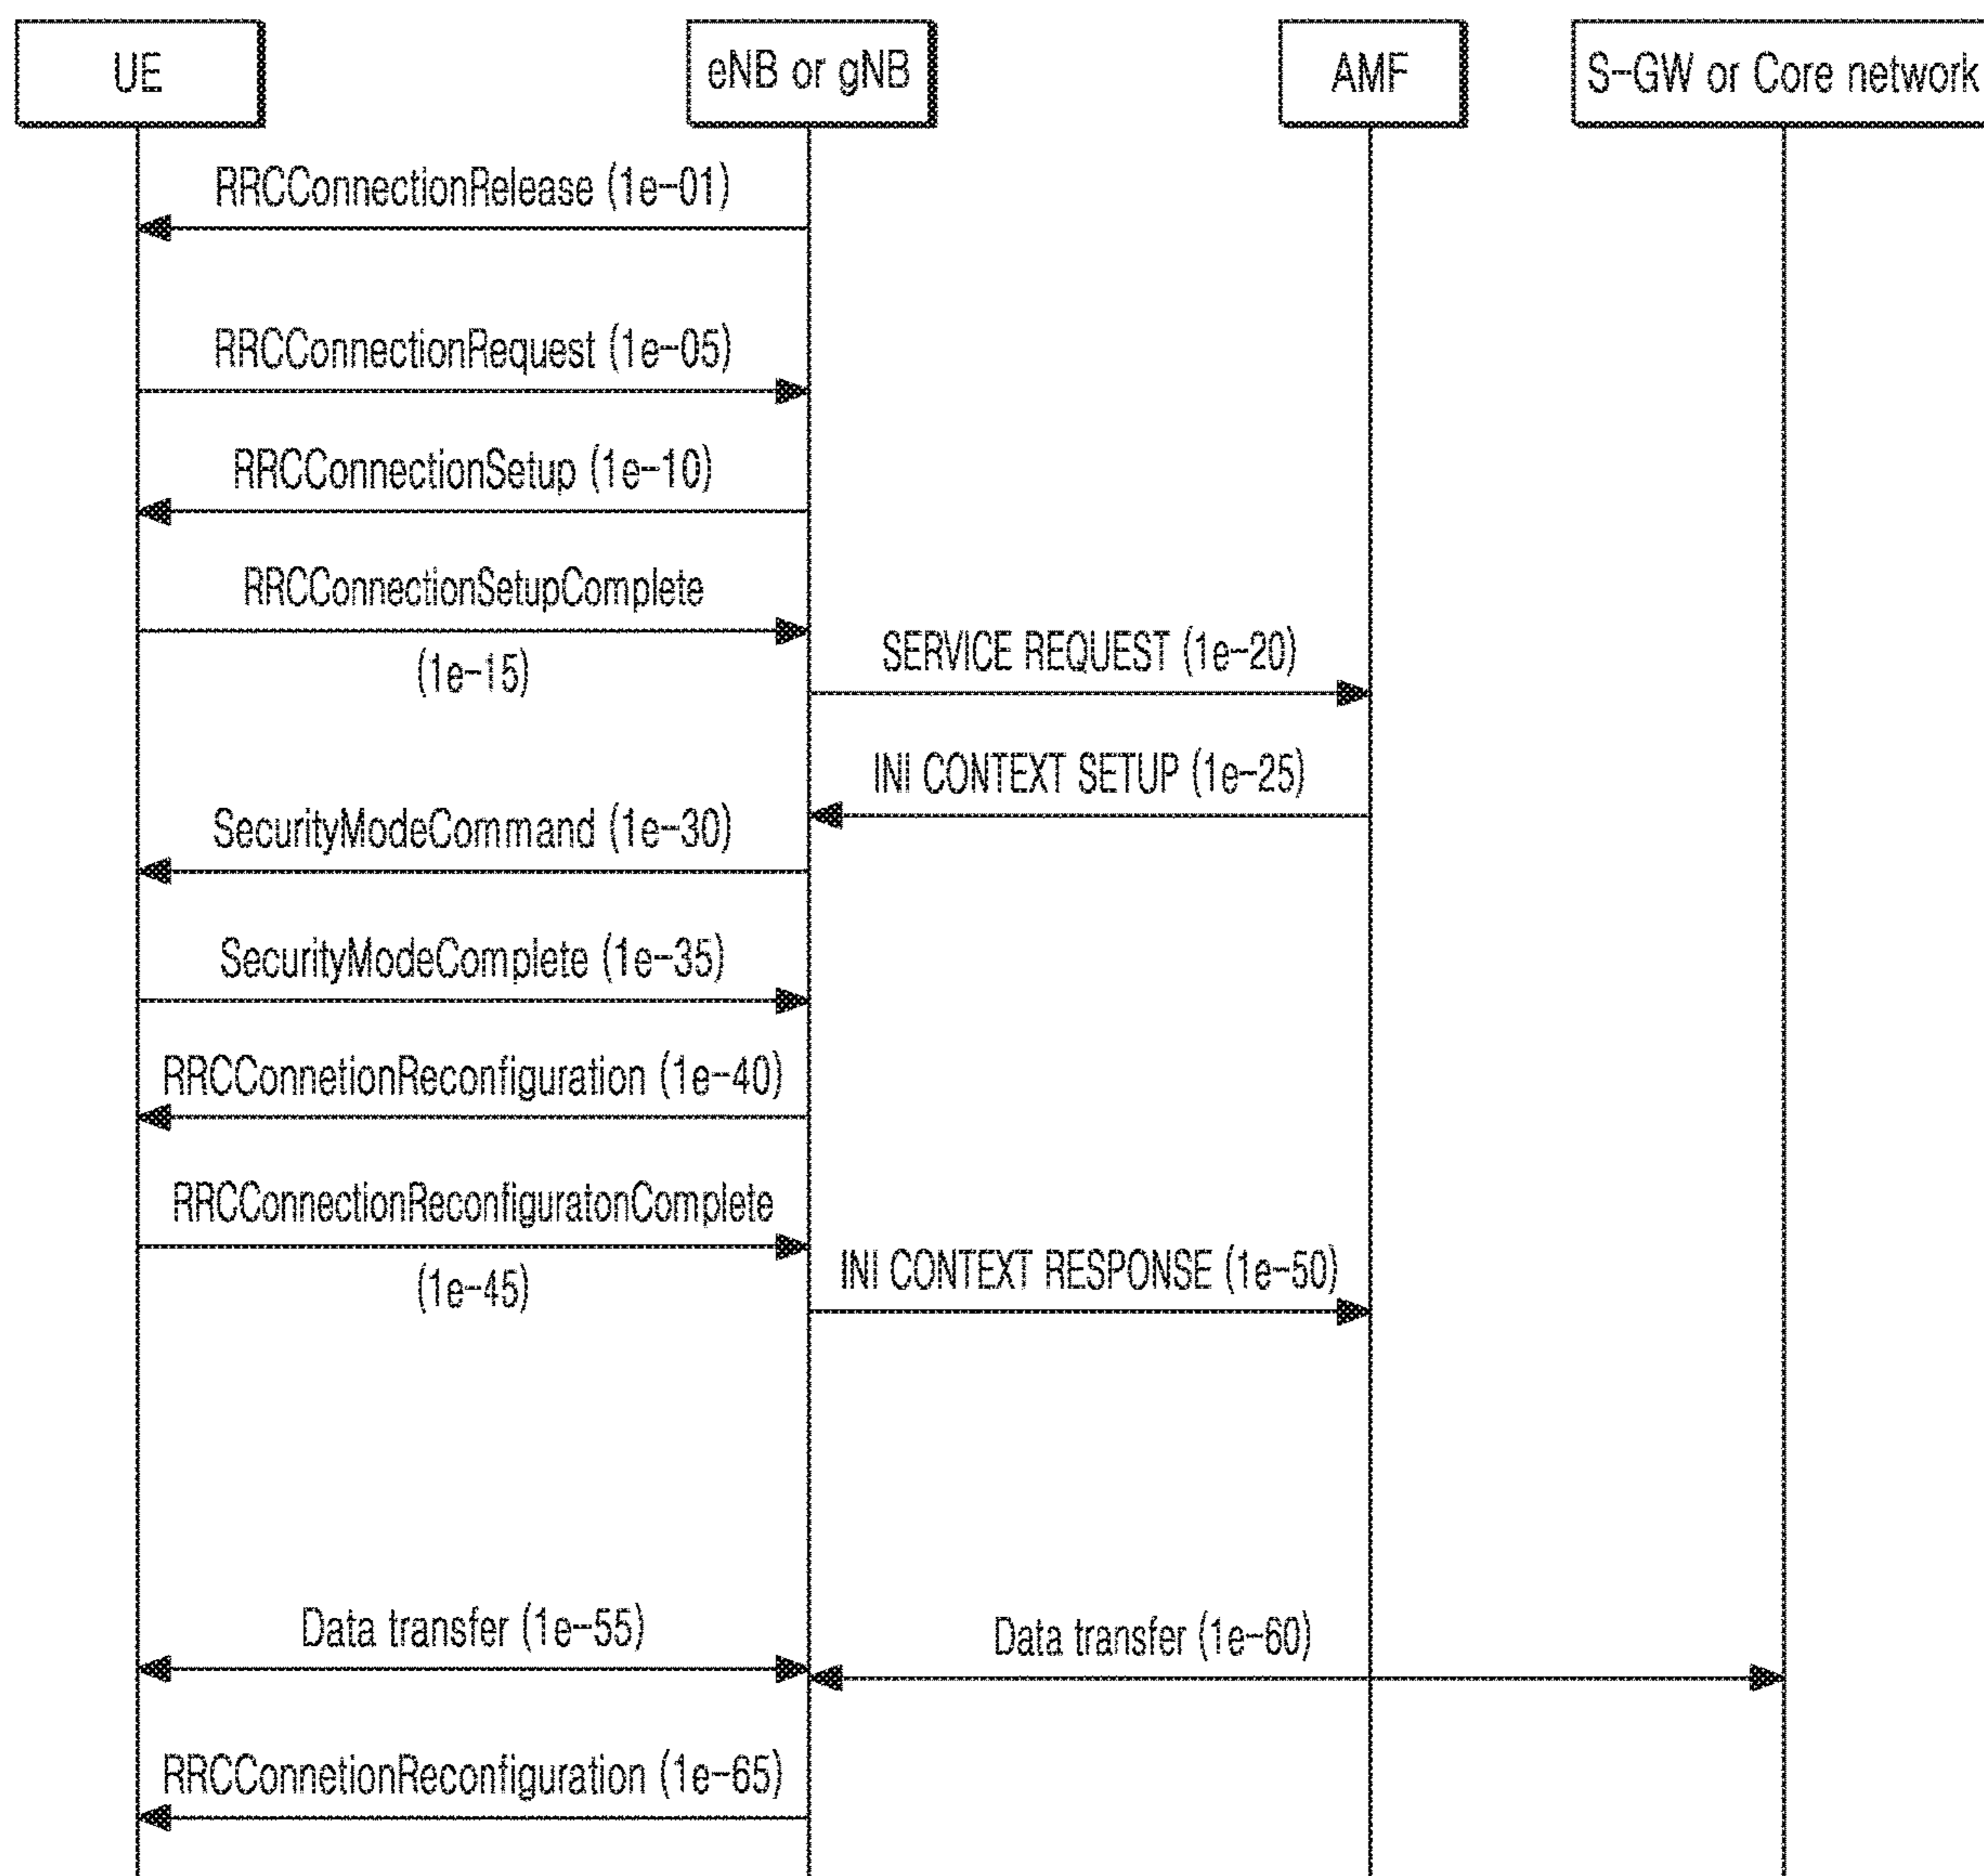 UE
eNB or gNB
AMF
S-GW or Core network
RRCConnectionRelease (1e-01)
RRCConnectionRequest (1e-05)
RRCConnectionSetup (1e-10)
RRCConnectionSetupComplete
(1e-15)
SERVICE REQUEST (1e-20)
INI CONTEXT SETUP (1e-25)
SecurityModeCommand (1e-30)
SecurityModeComplete (1e-35)
RRCConnetionReconfiguration (1e-40)
RRCConnectionReconfiguratonComplete
(1e-45)
INI CONTEXT RESPONSE (1e-50)
Data transfer (1e-55)
Data transfer (1e-60)
RRCConnetionReconfiguration (1e-65)